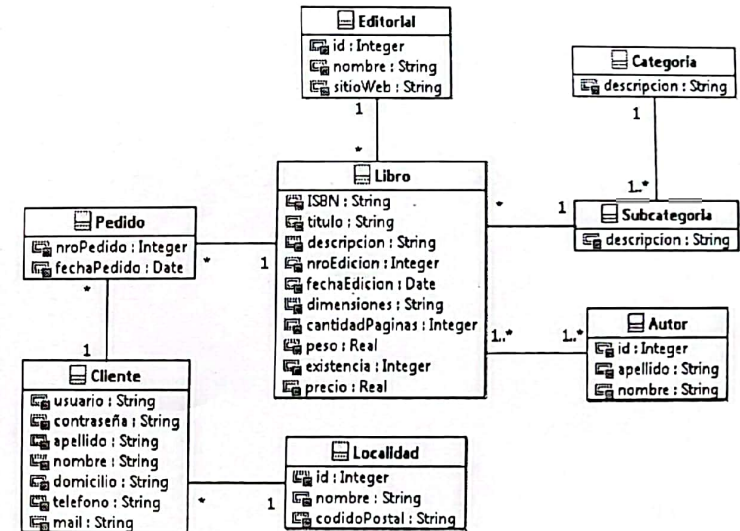 Editorial
id : Integer
nombre : String
sitioWeb : String
1
*
Categoria
descripcion : String
1
1..*
Libro
ISBN : String
titulo : String
descripcion : String
nroEdicion : Integer
fechaEdicion : Date
dimensiones : String
cantidadPaginas : Integer
peso : Real
existencia : Integer
precio : Real
*
1
Subcategoria
descripcion : String
Pedido
nroPedido : Integer
fechaPedido : Date
*
1
*
1
1..*
1..*
Autor
id : Integer
apellido : String
nombre : String
Cliente
usuario : String
contraseña : String
apellido : String
nombre : String
domicilio : String
telefono : String
mail : String
*
1
Localidad
id : Integer
nombre : String
codidoPostal : String